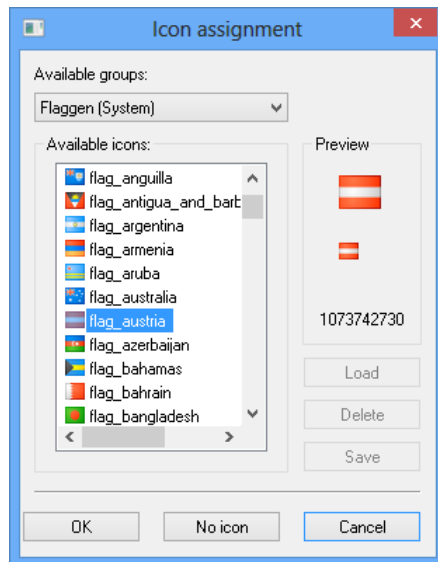 Icon assignment
Available groups:
Flaggen (System)
Available icons:
flag_anguilla
flag_antigua_and_barb
flag_argentina
flag_armenia
flag_aruba
flag_australia
flag_austria
flag_azerbaijan
flag_bahamas
flag_bahrain
flag_bangladesh
Preview
1073742730
Load
Delete
Save
OK
No icon
Cancel